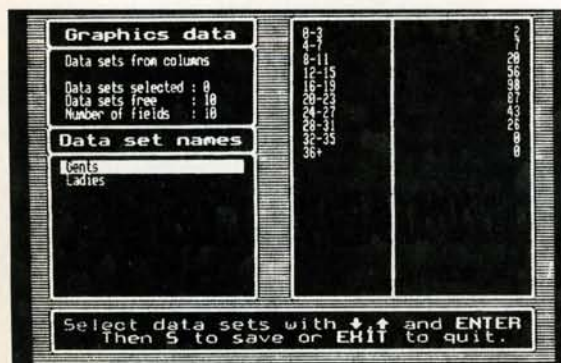 Graphics data
Data sets from columns
Data sets selected : 0
Data sets free : 10
Number of fields : 10
Data set names
Gents
Ladies
0-3 2
4-7 7
8-11 20
12-15 56
16-19 98
20-23 87
24-27 43
28-31 26
32-35 0
36+ 0
Select data sets with ↓,↑ and ENTER
Then S to save or EXIT to quit.